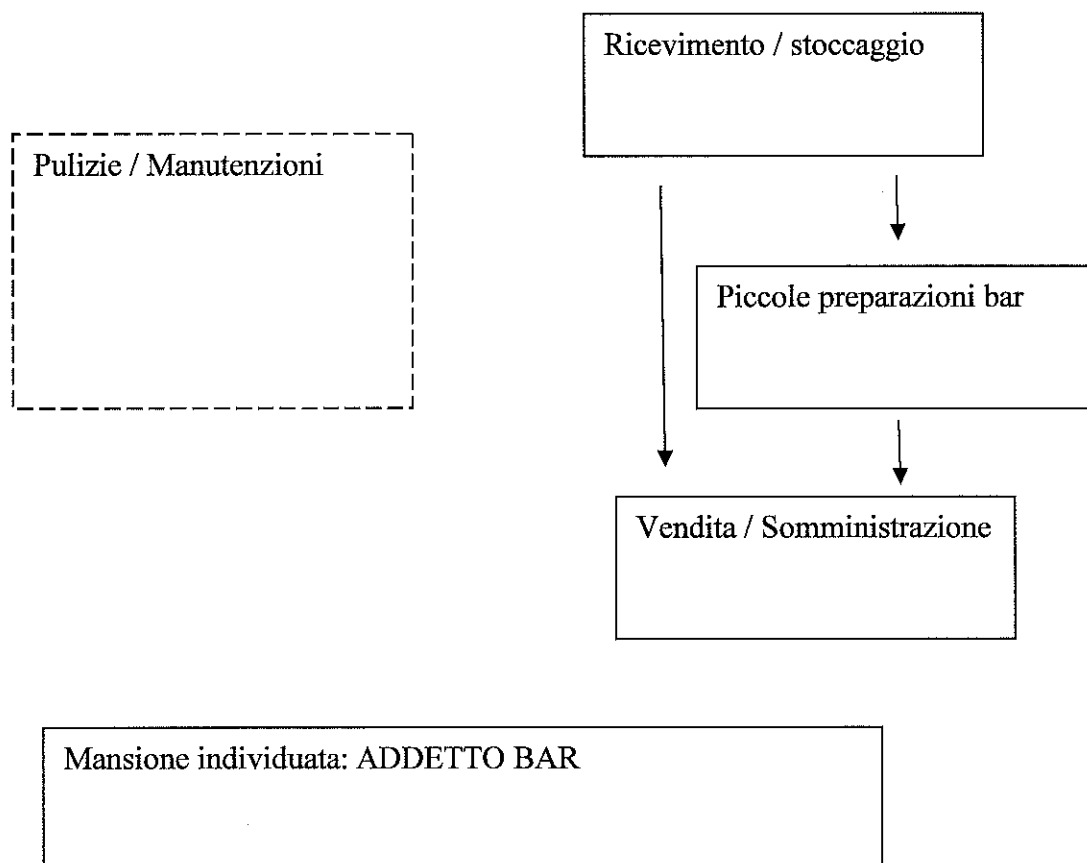 Ricevimento / stoccaggio
Pulizie / Manutenzioni
Piccole preparazioni bar
Vendita / Somministrazione
Mansione individuata: ADDETTO BAR